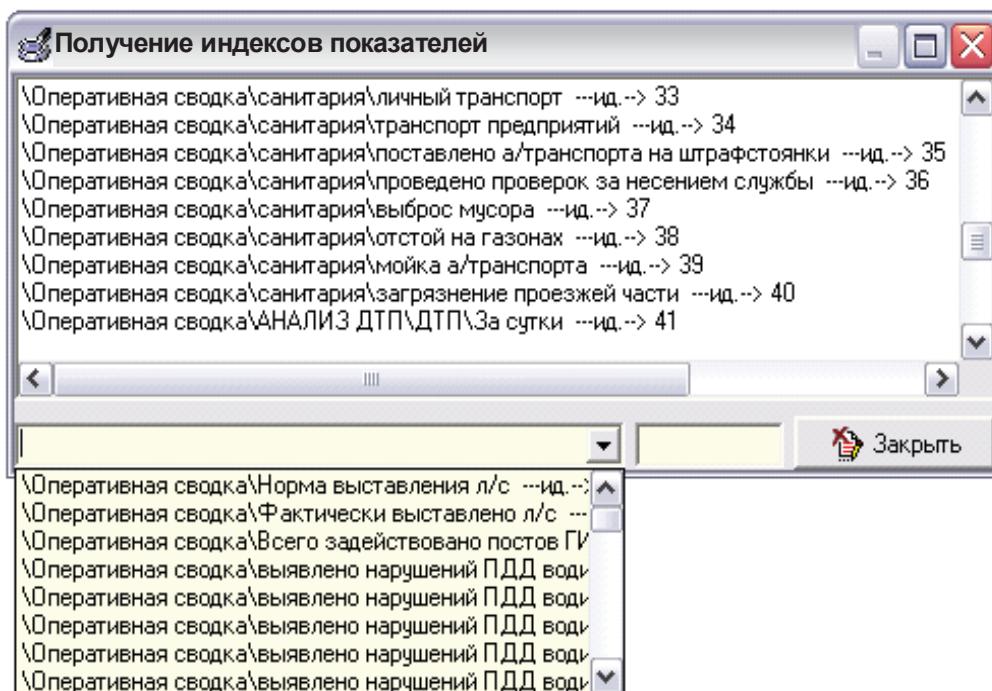 Получение индексов показателей
\Оперативная сводка\санитария\личный транспорт ---ид.--> 33
\Оперативная сводка\санитария\транспорт предприятий ---ид.--> 34
\Оперативная сводка\санитария\поставлено а/транспорта на штрафстоянки ---ид.--> 35
\Оперативная сводка\санитария\проведено проверок за несением службы ---ид.--> 36
\Оперативная сводка\санитария\выброс мусора ---ид.--> 37
\Оперативная сводка\санитария\отстой на газонах ---ид.--> 38
\Оперативная сводка\санитария\мойка а/транспорта ---ид.--> 39
\Оперативная сводка\санитария\загрязнение проезжей части ---ид.--> 40
\Оперативная сводка\АНАЛИЗ ДТП\ДТП\За сутки ---ид.--> 41
Закрыть
\Оперативная сводка\Норма выставления л/с ---ид.-->
\Оперативная сводка\Фактически выставлено л/с ---
\Оперативная сводка\Всего задействовано постов ГИ
\Оперативная сводка\выявлено нарушений ПДД води
\Оперативная сводка\выявлено нарушений ПДД води
\Оперативная сводка\выявлено нарушений ПДД води
\Оперативная сводка\выявлено нарушений ПДД води
\Оперативная сводка\выявлено нарушений ПДД води